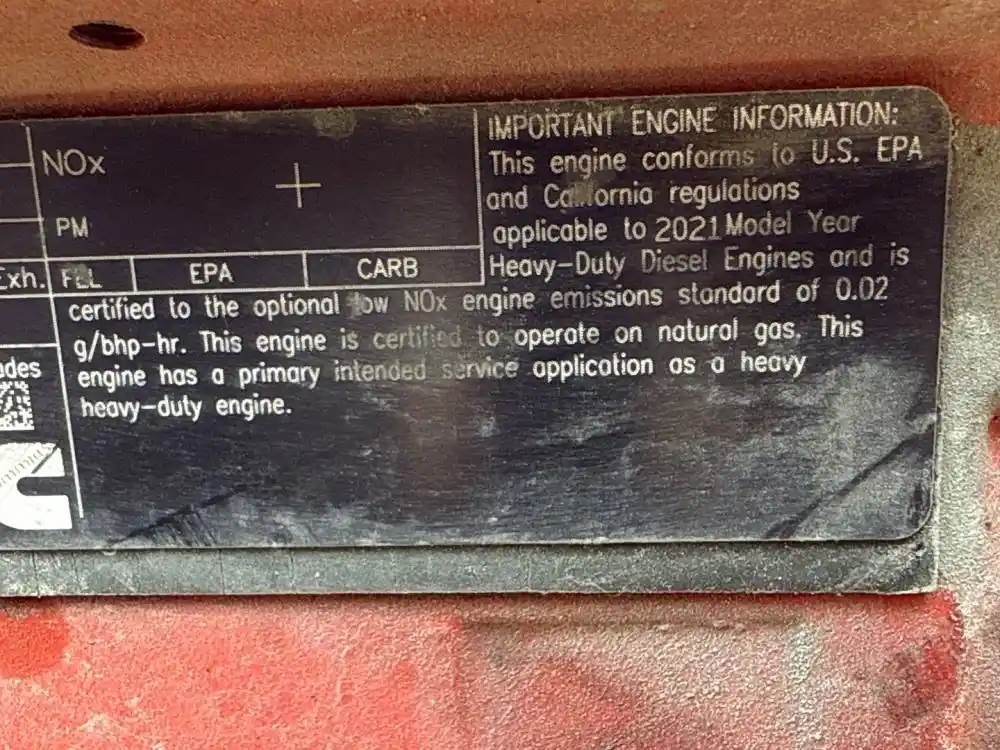 IMPORTANT ENGINE INFORMATION:
NOx
This engine conforms to U.S. EPA
and California regulations
PM
applicable to 2021 Model Year
Exh. FEL EPA CARB
Heavy-Duty Diesel Engines and is
certified to the optional low NOx engine emissions standard of 0.02
g/bhp-hr. This engine is certified to operate on natural gas. This
engine has a primary intended service application as a heavy
heavy-duty engine.